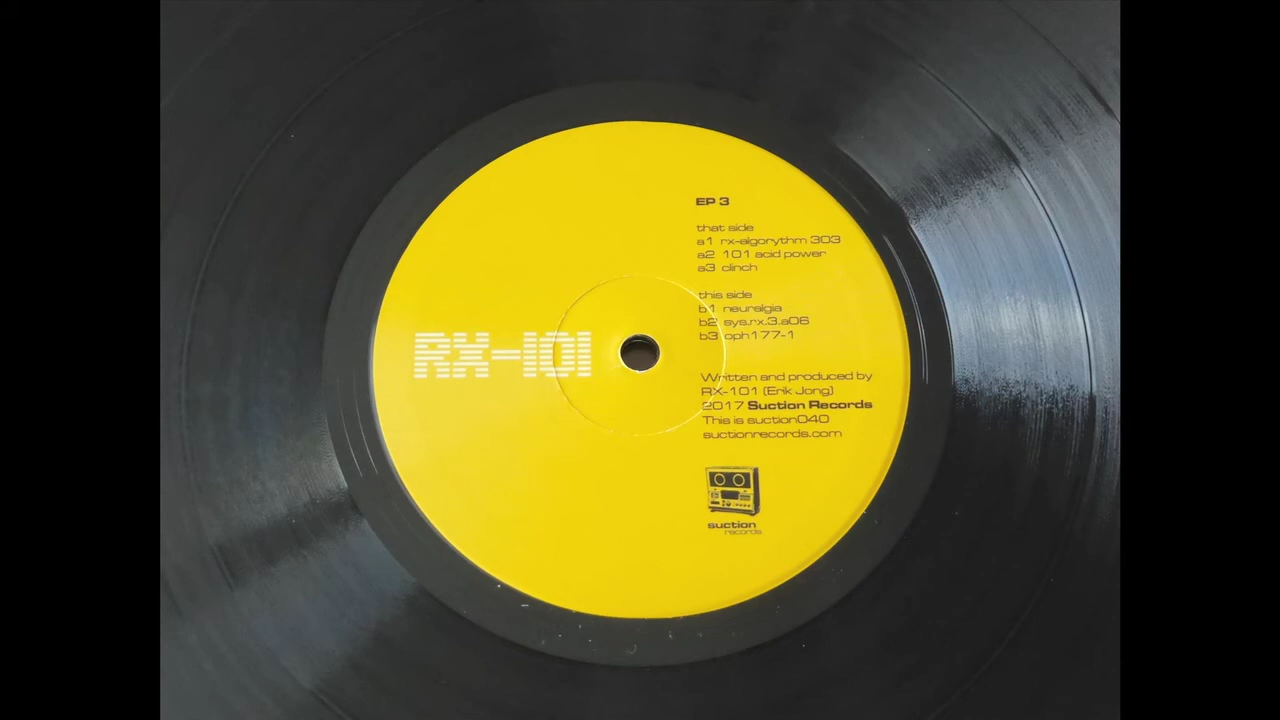 RX-101
EP 3
that side
a1 rx-algorythm 303
a2 101 acid power
a3 clinch
this side
b1 neuralgia
b2 sys.rx.3.a06
b3 oph177-1
Written and produced by
RX-101 (Erik Jong)
2017 Suction Records
This is suction040
suctionrecords.com
suction
records